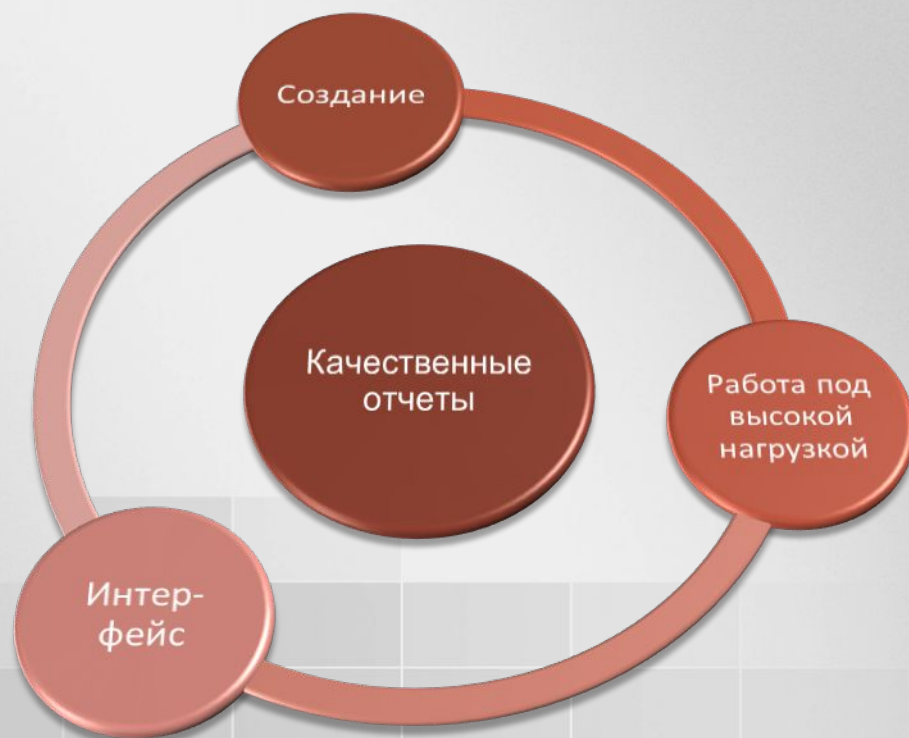 Создание
Качественные
отчеты
Работа под
высокой
нагрузкой
Интер-
фейс